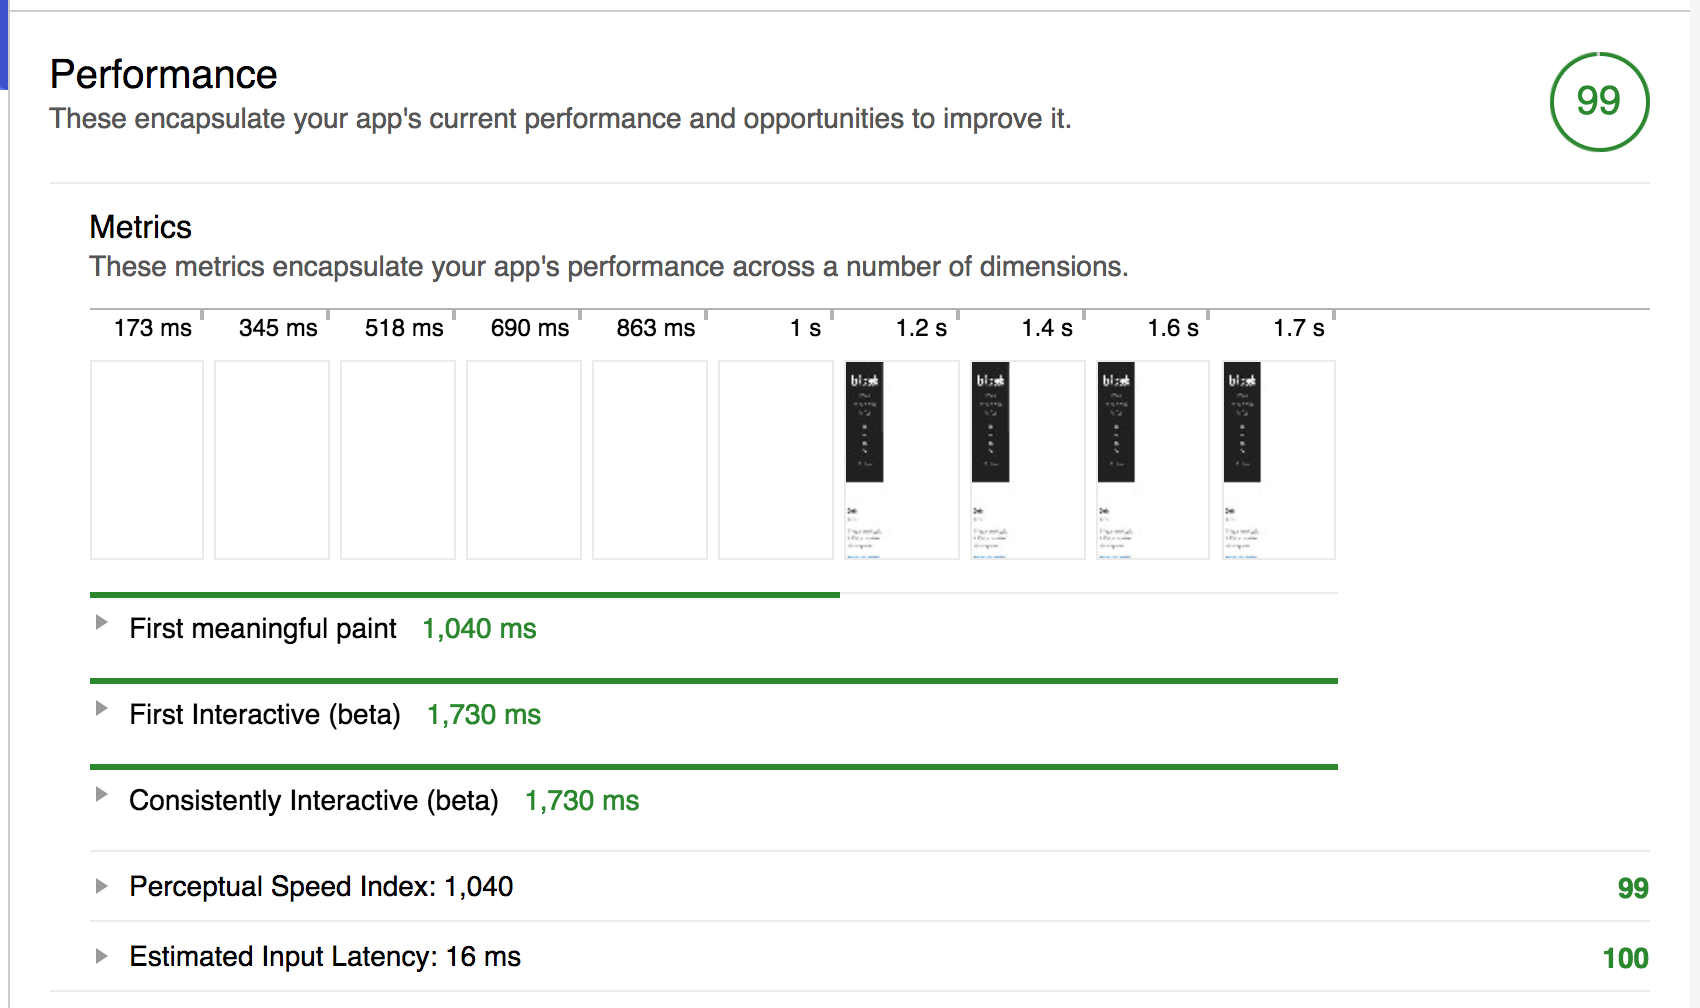 Performance
These encapsulate your app's current performance and opportunities to improve it.
99
Metrics
These metrics encapsulate your app's performance across a number of dimensions.
173 ms 345 ms 518 ms 690 ms 863 ms 1 s 1.2 s 1.4 s 1.6 s 1.7 s
First meaningful paint 1,040 ms
First Interactive (beta) 1,730 ms
Consistently Interactive (beta) 1,730 ms
Perceptual Speed Index: 1,040 99
Estimated Input Latency: 16 ms 100